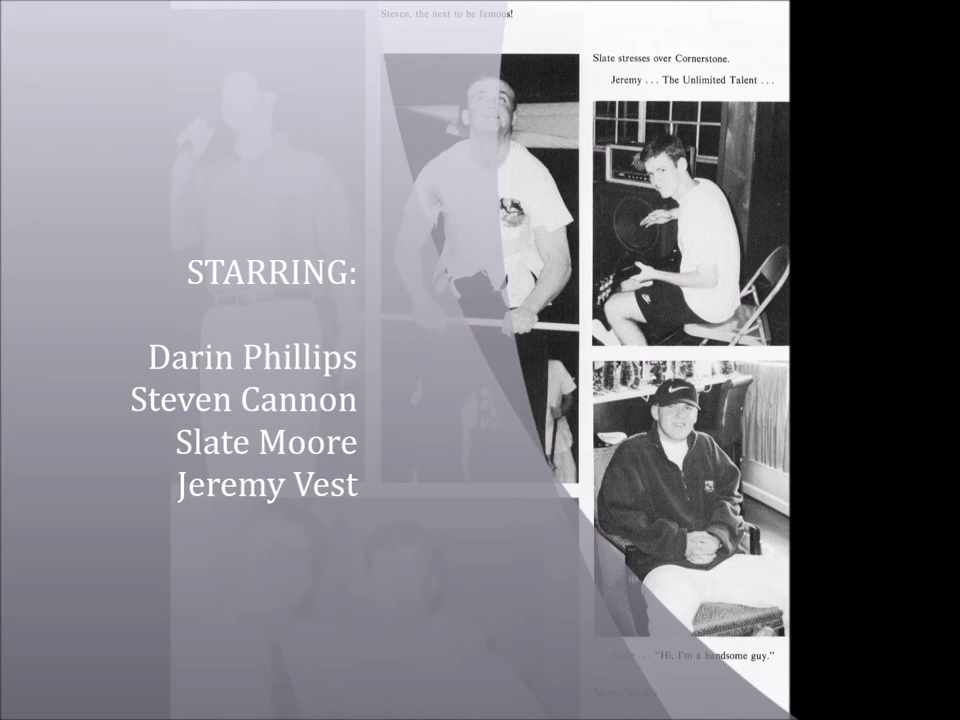 Steven, the next to be famous!
Slate stresses over Cornerstone.
Jeremy . . . The Unlimited Talent . . .
STARRING:
Darin Phillips
Steven Cannon
Slate Moore
Jeremy Vest
. . . "Hi, I'm a handsome guy."